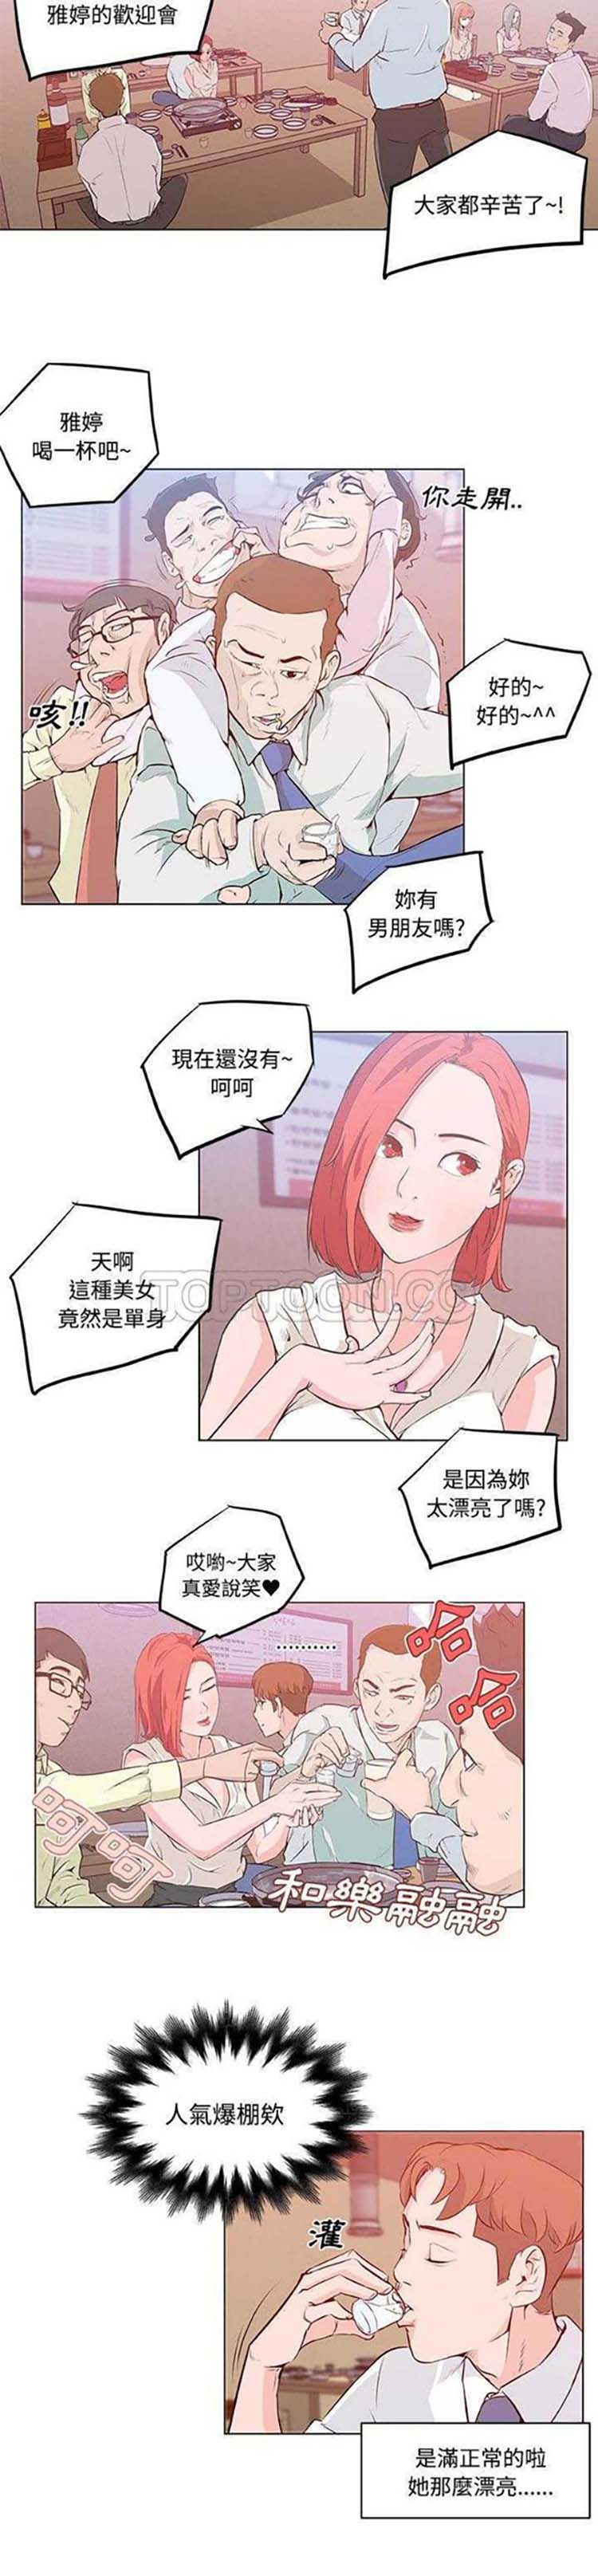 雅婷的歡迎會
大家都辛苦了~!
雅婷
喝一杯吧~
你走開..
咳!!
好的~
好的~^^
妳有
男朋友嗎?
現在還沒有~
呵呵
天啊
這種美女
竟然是單身
TOPTOON.CC
是因為妳
太漂亮了嗎?
哎喲~大家
真愛說笑♥
...........
哈
哈
呵呵
和樂融融
人氣爆棚欸
灌
是滿正常的啦
她那麼漂亮......